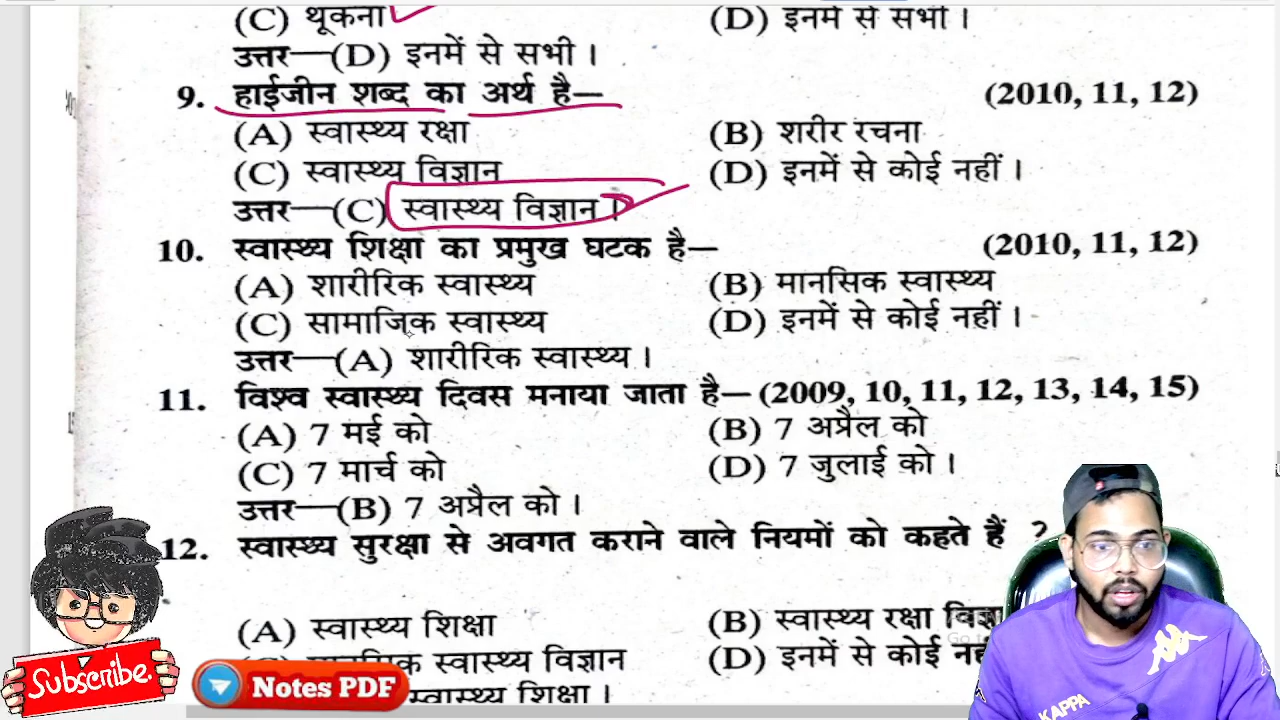 (C) थूकना (D) इनमें से सभी ।
उत्तर—(D) इनमें से सभी ।
9. हाईजीन शब्द का अर्थ है— (2010, 11, 12)
(A) स्वास्थ्य रक्षा (B) शरीर रचना
(C) स्वास्थ्य विज्ञान (D) इनमें से कोई नहीं ।
उत्तर—(C) स्वास्थ्य विज्ञान ।
10. स्वास्थ्य शिक्षा का प्रमुख घटक है— (2010, 11, 12)
(A) शारीरिक स्वास्थ्य (B) मानसिक स्वास्थ्य
(C) सामाजिक स्वास्थ्य (D) इनमें से कोई नहीं ।
उत्तर—(A) शारीरिक स्वास्थ्य ।
11. विश्व स्वास्थ्य दिवस मनाया जाता है— (2009, 10, 11, 12, 13, 14, 15)
(A) 7 मई को (B) 7 अप्रैल को
(C) 7 मार्च को (D) 7 जुलाई को ।
उत्तर—(B) 7 अप्रैल को ।
12. स्वास्थ्य सुरक्षा से अवगत कराने वाले नियमों को कहते हैं ?
(A) स्वास्थ्य शिक्षा (B) स्वास्थ्य रक्षा
स्वास्थ्य विज्ञान (D) इनमें से कोई
स्वास्थ्य शिक्षा ।
Subscribe.
Notes PDF
KAPPA